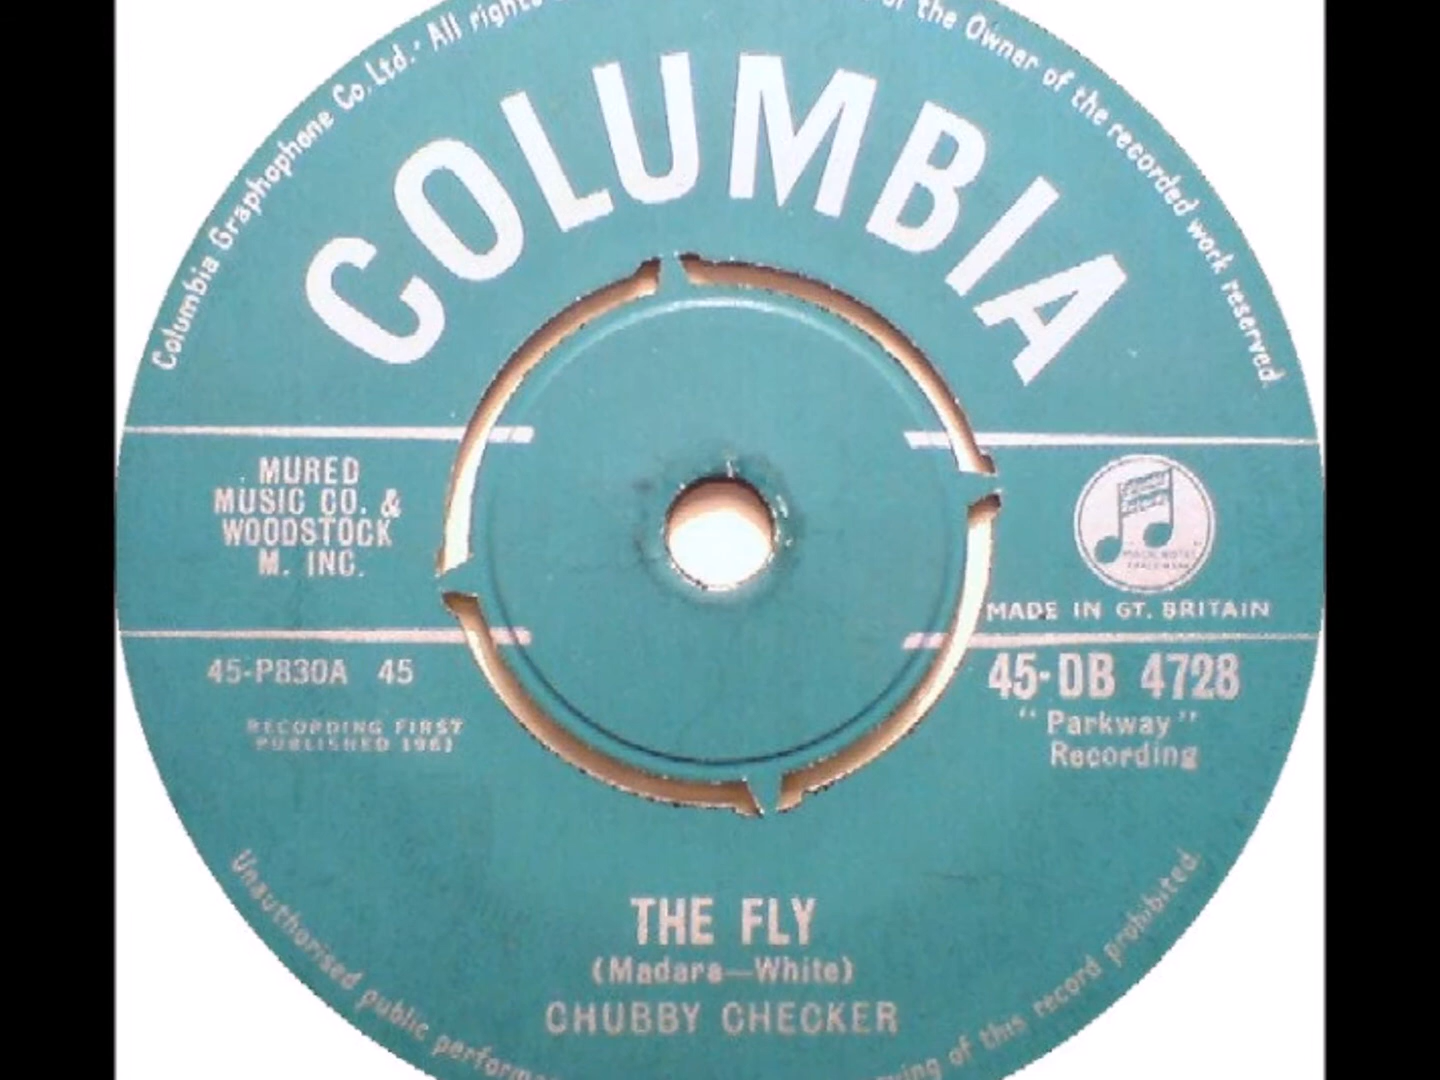 Columbia Graphophone Co. Ltd. · All rights
of the Owner of the recorded work reserved.
COLUMBIA
MURED
MUSIC CO. &
WOODSTOCK
M. INC.
MADE IN GT. BRITAIN
45-P830A 45
45-DB 4728
RECORDING FIRST
PUBLISHED 1961
"Parkway"
Recording
THE FLY
(Madara—White)
CHUBBY CHECKER
Unauthorised public
of this record prohibited.